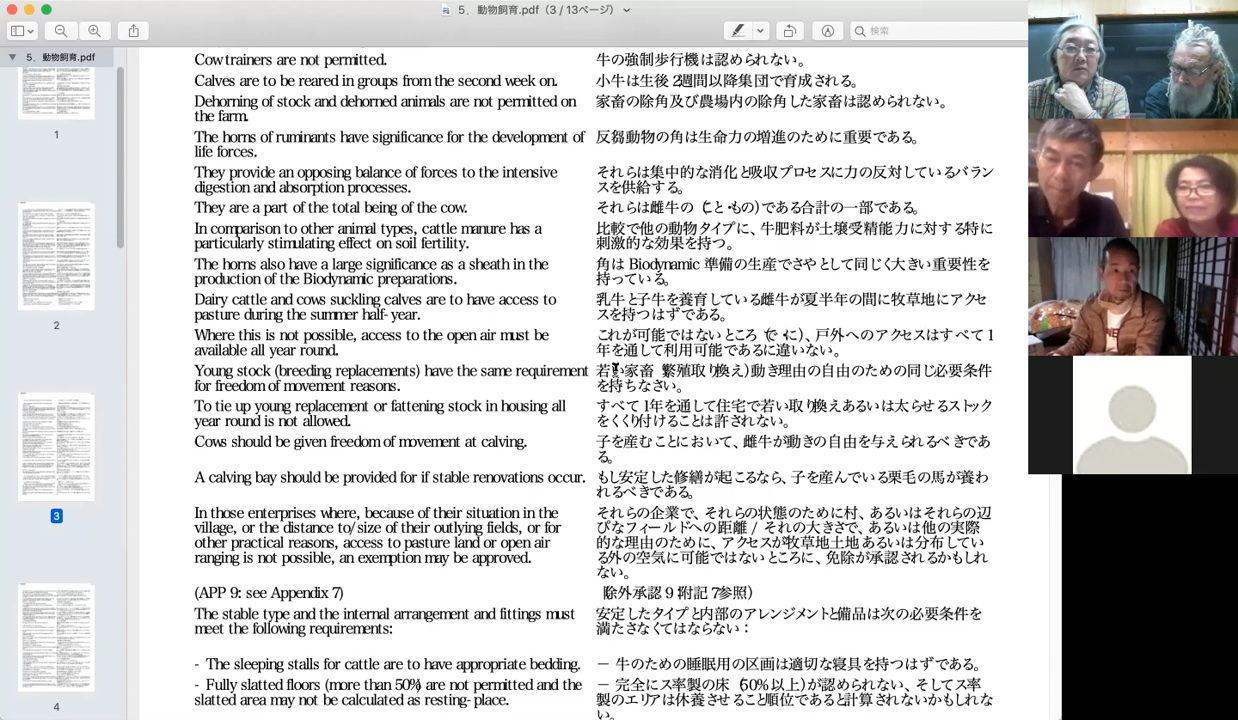 5．動物飼育.pdf（3 / 13ページ）
検索
5．動物飼育.pdf
1
2
3
4
Cow trainers are not permitted.
Calves are to be reared in groups from the second week on.
Dehorning of stock and dehorned animals are not permitted on
the farm.
The horns of ruminants have significance for the development of
life forces.
They provide an opposing balance of forces to the intensive
digestion and absorption processes.
They are a part of the total being of the cow.
In comparison to other animal types, cattle manure has a
particularly stimulating effect on soil fertility.
The horns also have a large significance as a sheath in the
production of the Biodynamic preparations.
Dairy cattle and cows suckling calves are to have access to
pasture during the summer half- year.
Where this is not possible, access to the open air must be
available all year round.
Young stock (breeding replacements) have the same requirement
for freedom of movement reasons.
To tie up young replacement or fattening stock in housing all
year round is not allowed.
Cows should be given freedom of movement at calving.
A calving bay should be provided for if stable renovations occur.
In those enterprises where, because of their situation in the
village, or the distance to/ size of their outlying fields, or for
other practical reasons, access to pasture land or open air
ranging is not possible, an exemption may be approved.
(APP 9: see Appendix 7)
The stable type and internal arrangement and fittings must
meet the following requirements:
- The sleeping stalls for cattle are to have appropriate bedding.
- Fully slatted floors (more than 50%) are not permitted and the
slatted area may not be calculated as resting- place.
牛の強制歩行機は認められない。
小牛は生後 2週間以降集団で育成される。
家畜の除角及び農場内の除角した家畜は認められない。
反芻動物の角は生命力の増進のために重要である。
それらは集中的な消化と吸収プロセスに力の反対しているバラン
スを供給する。
それらは雌牛の（こと・もの）である合計の一部である。
比較で他の動物タイプに、牛肥料が土壌受精能力に対する特に
刺激的な効果を持つ。
角は Biodynamic 準備の生産でさやとして同じく大きい重要性を
持っている。
乳牛と子牛を養育している雌牛が夏半年の間に牧草地にアクセ
スを持つはずである。
これが可能ではないところ（で・に）、戸外へのアクセスはすべて 1
年を通して利用可能であるに違いない。
若い家畜（繁殖取り換え）動き理由の自由のための同じ必要条件
を持ちなさい。
すべて 1年を通して住宅で若い取り換えあるいは太らせるストック
をくくり付けることは許されない。
子を産むことにおいて、雌牛が動きの自由を与えられるべきであ
る。
もし安定した修繕が起こるなら、子を産んでいる栗毛の馬が養わ
れるべきである。
それらの企業で、それらの状態のために村、あるいはそれらの辺
ぴなフィールドへの距離 / それの大きさで、あるいは他の実際
的な理由のために、アクセスが牧草地土地あるいは分布してい
る外の空気に可能ではないところに、免除が承認されるかもしれ
ない。
（除外承認 9 附記 7参照）
安定したタイプと内部のアレンジメントと備品は次の必要条件を
満たさなくてはならない：
－ 牛のための睡眠用の区画は適切な寝具を持つはずである。
－ 完全にス率製の床（60%以上）が認められない、そしてス率
製のエリアは休養させること順位であると計算されないかもしれな
い。